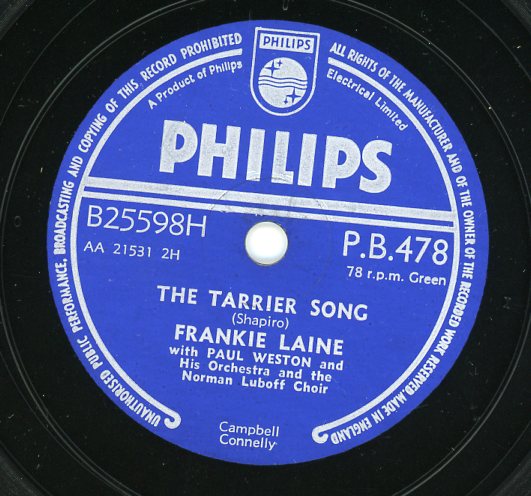 PHILIPS
UNAUTHORISED PUBLIC PERFORMANCE, BROADCASTING AND COPYING OF THIS RECORD PROHIBITED
ALL RIGHTS OF THE MANUFACTURER AND OF THE OWNER OF THE RECORDED WORK RESERVED. MADE IN ENGLAND
A Product of Philips Electrical Limited
PHILIPS
B25598H
P.B.478
AA 21531 2H
78 r.p.m. Green
THE TARRIER SONG
(Shapiro)
FRANKIE LAINE
with PAUL WESTON and
His Orchestra and the
Norman Luboff Choir
Campbell
Connelly